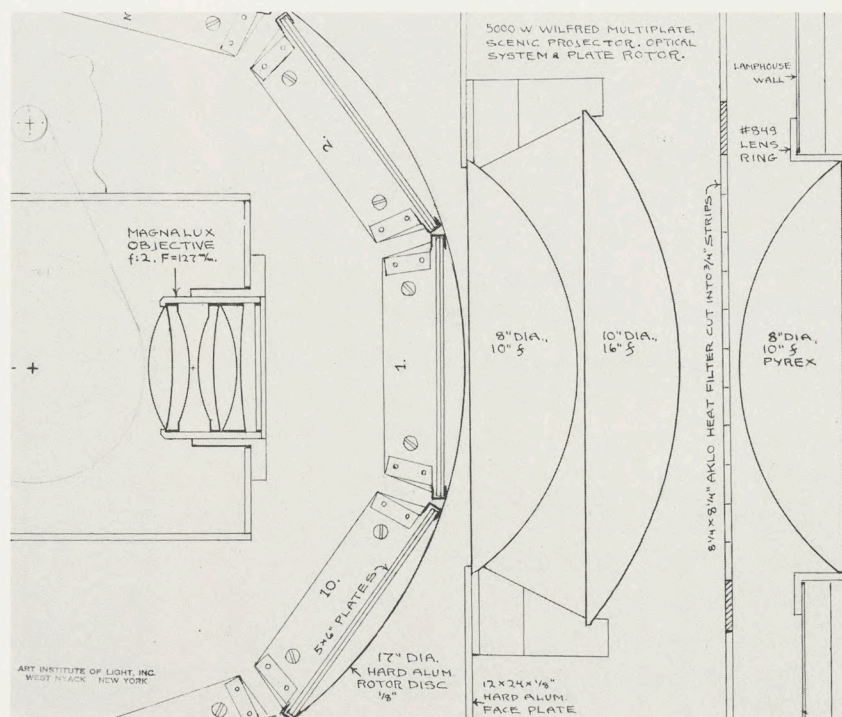 5000 W WILFRED MULTIPLATE
SCENIC PROJECTOR. OPTICAL
SYSTEM & PLATE ROTOR.
LAMPHOUSE
WALL
#849
LENS
RING
2.
MAGNALUX
OBJECTIVE
f:2. F=127 m/m.
1.
8" DIA.,
10" f
10" DIA.,
16" f
8" DIA.,
10" f
PYREX
8 1/4 x 8 1/4" AKLO HEAT FILTER CUT INTO 3/4" STRIPS
10.
5x6" PLATES
17" DIA.
HARD ALUM.
ROTOR DISC
1/8"
12 x 24 x 1/8"
HARD ALUM.
FACE PLATE
ART INSTITUTE OF LIGHT, INC.
WEST NYACK. NEW YORK